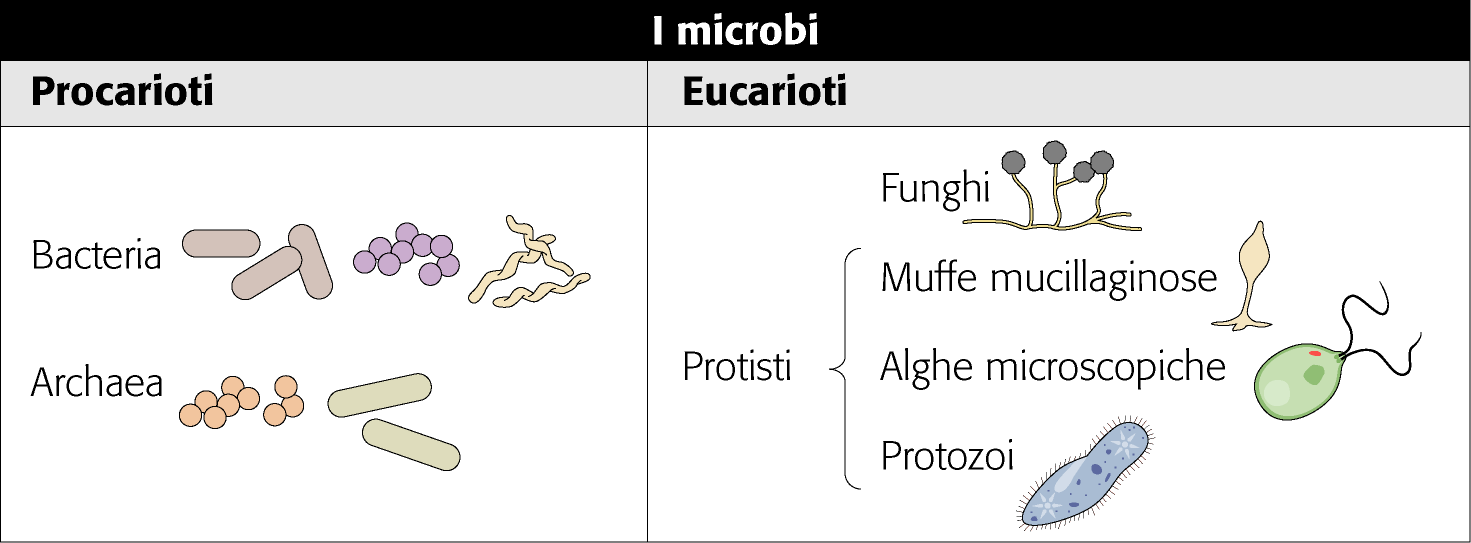 I microbi
Procarioti
Eucarioti
Bacteria
Archaea
Funghi
Muffe mucillaginose
Protisti
Alghe microscopiche
Protozoi